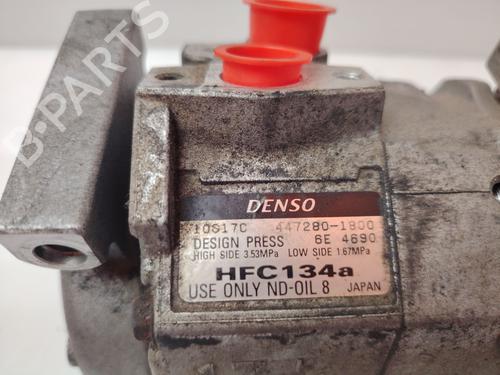 DENSO
10S17C 447280-1800
DESIGN PRESS 6E 4690
HIGH SIDE 3.53MPa LOW SIDE 1.67MPa
HFC134a
USE ONLY ND-OIL 8 JAPAN
B-PARTS